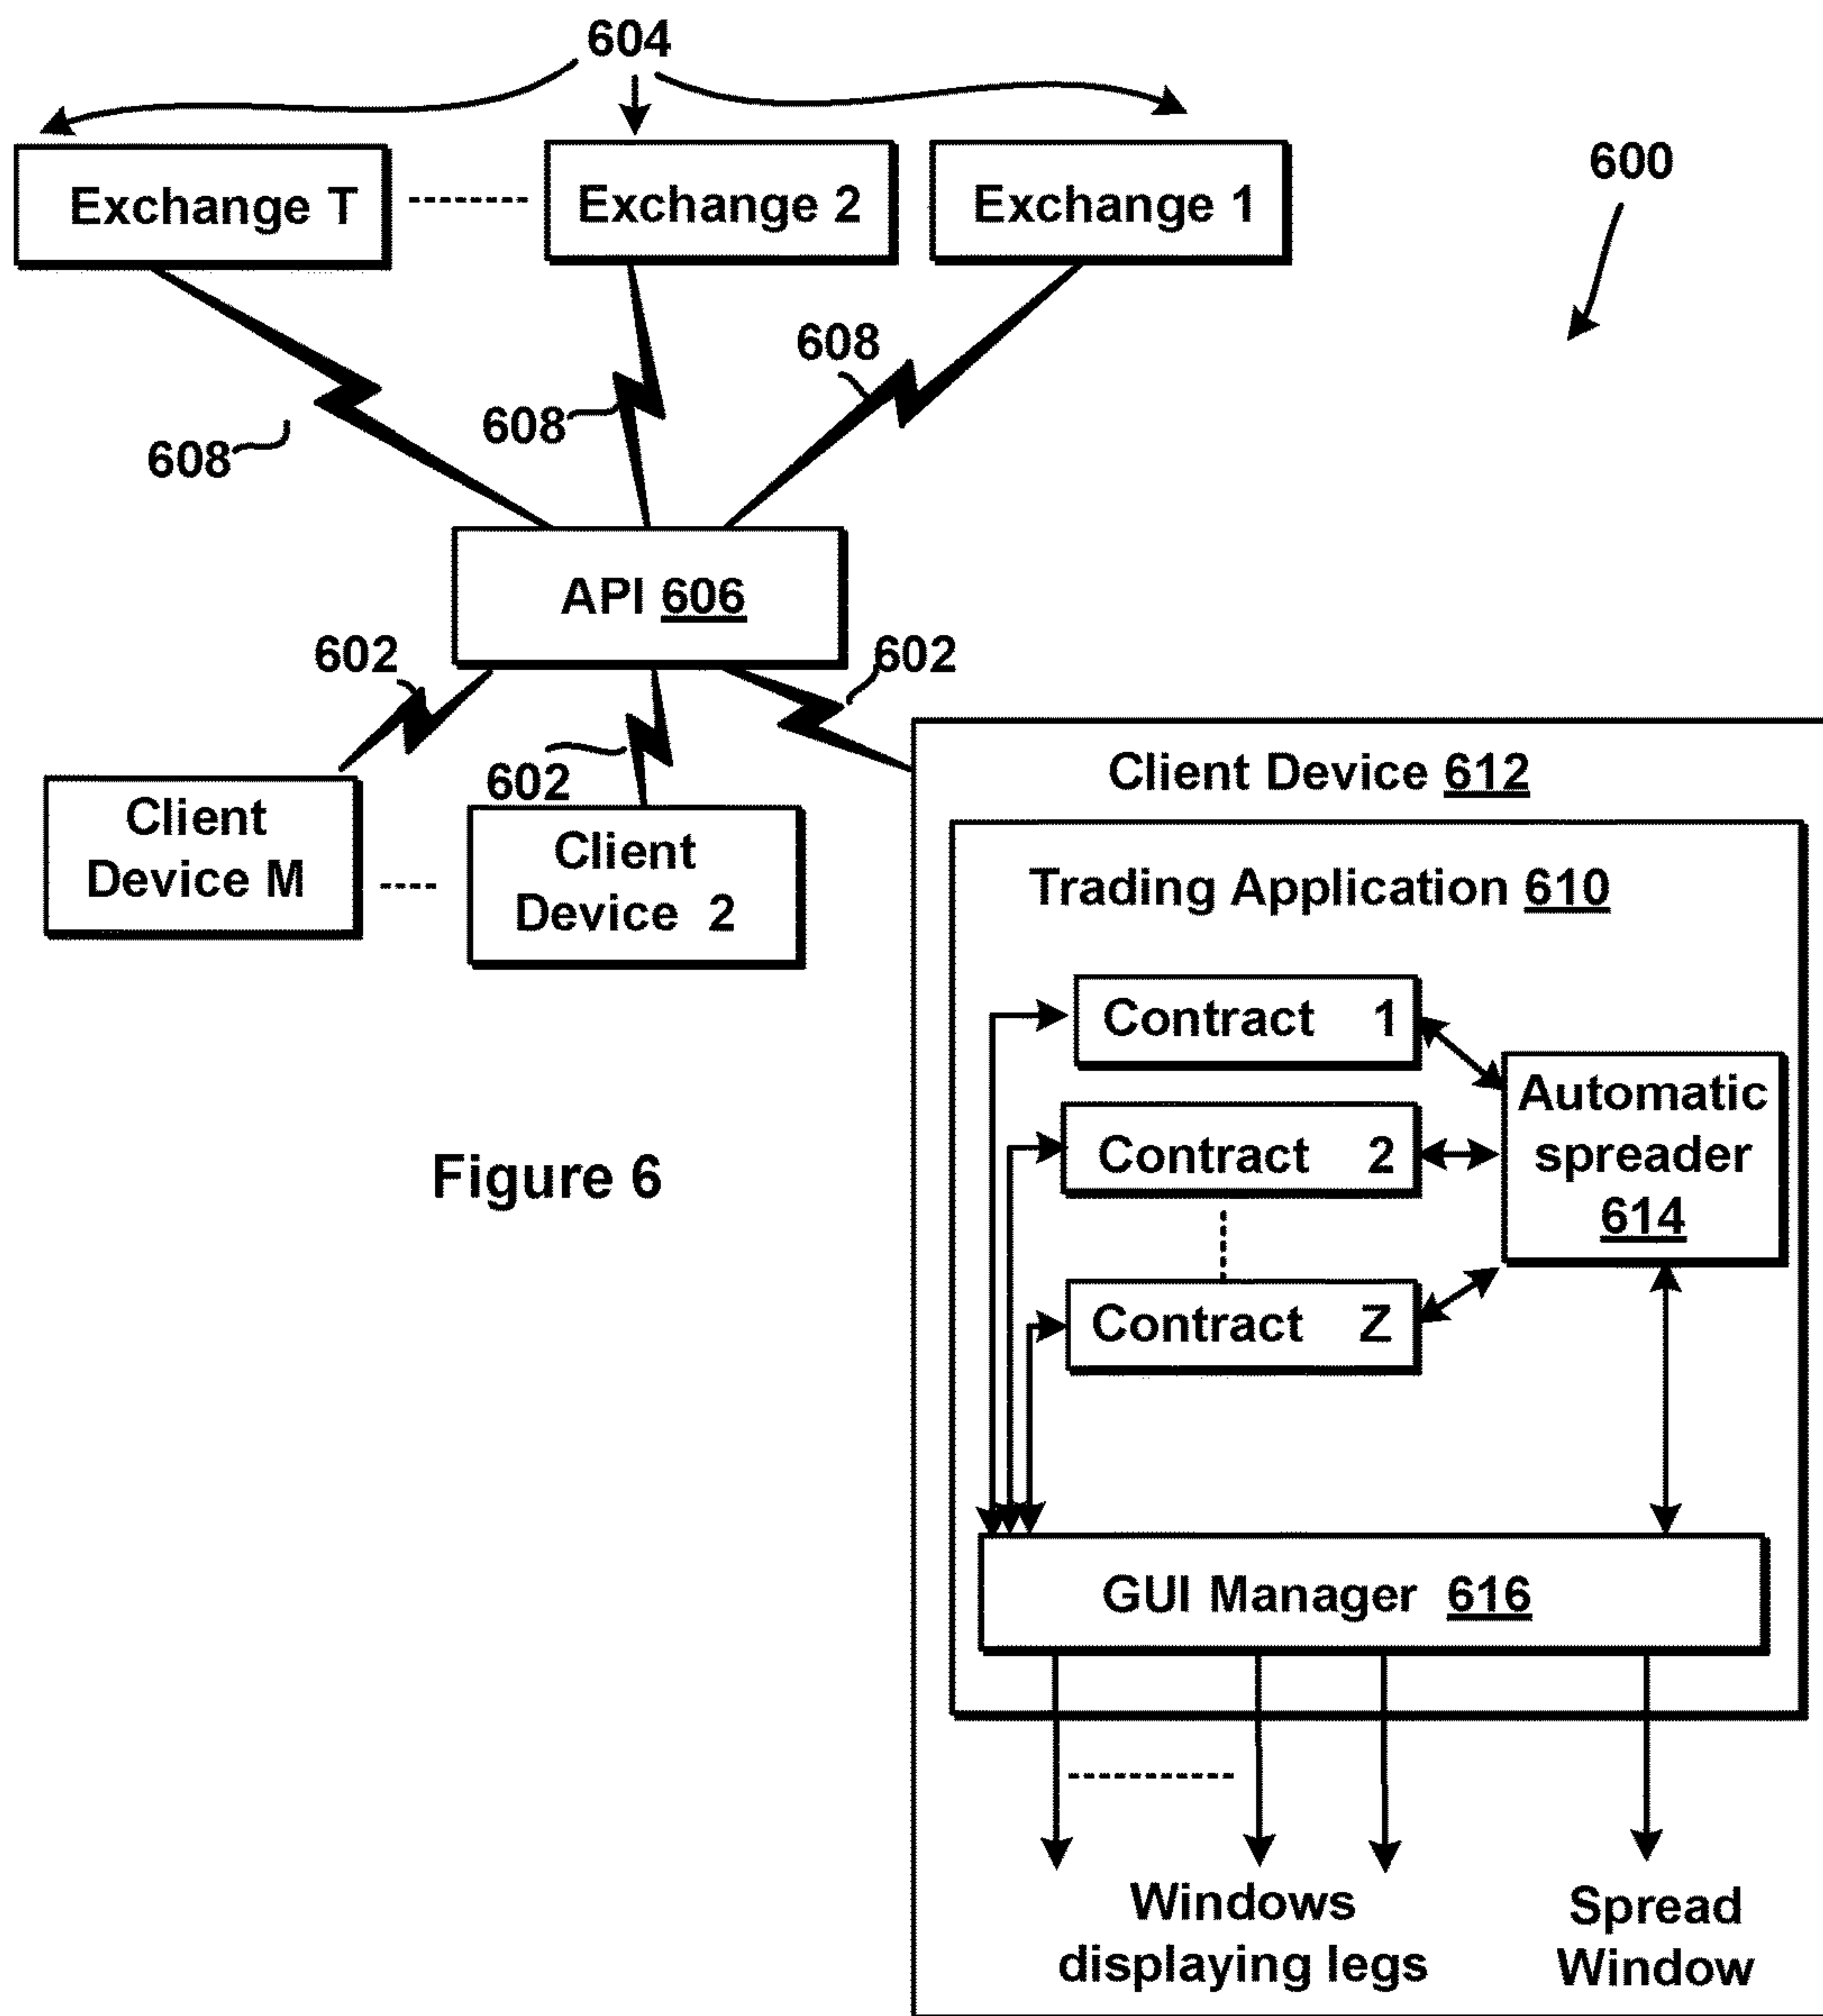 604
Exchange T
Exchange 2
Exchange 1
600
608
608
608
API 606
602
602
602
Client
Device M
Client
Device 2
Client Device 612
Trading Application 610
Contract 1
Contract 2
Contract Z
Automatic
spreader
614
Figure 6
GUI Manager 616
Windows
displaying legs
Spread
Window